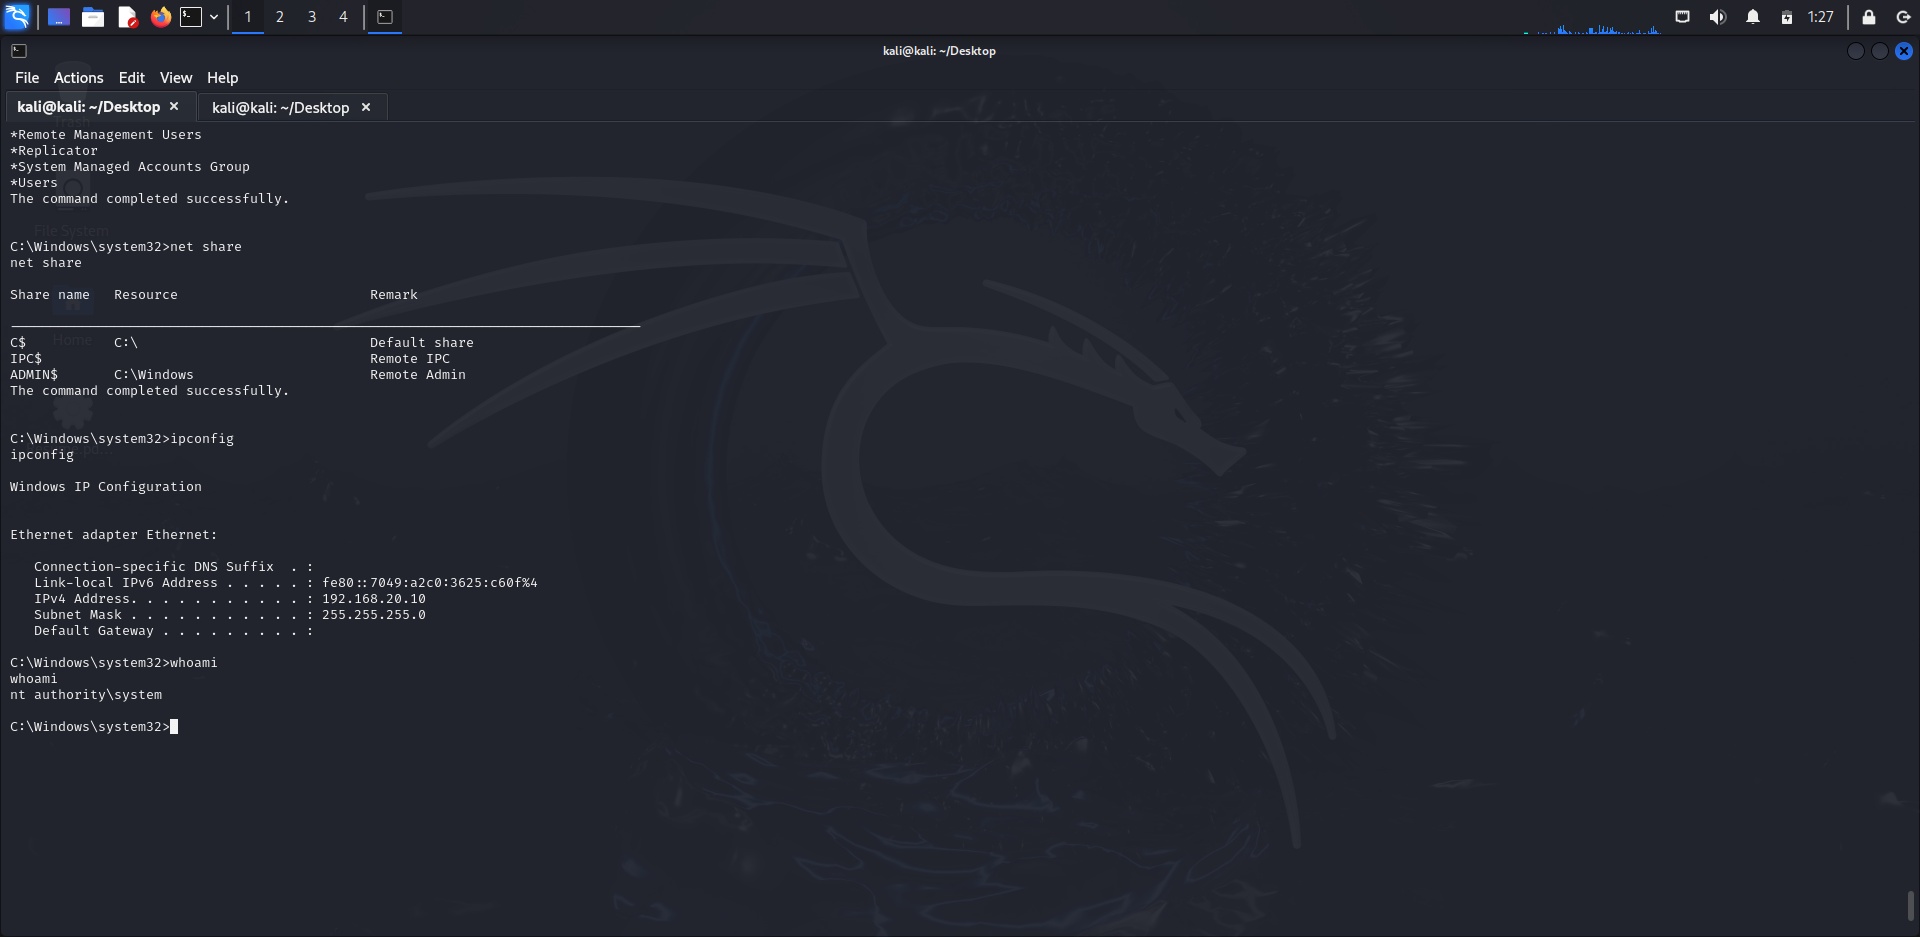 1 2 3 4
1:27
kali@kali: ~/Desktop
File Actions Edit View Help
kali@kali: ~/Desktop × kali@kali: ~/Desktop ×
Trash
File System
Home
*Remote Management Users
*Replicator
*System Managed Accounts Group
*Users
The command completed successfully.
C:\Windows\system32>net share
net share
Share name   Resource                        Remark
-------------------------------------------------------------------------------
C$           C:\                             Default share
IPC$                                         Remote IPC
ADMIN$       C:\Windows                      Remote Admin
The command completed successfully.
C:\Windows\system32>ipconfig
ipconfig
Windows IP Configuration
Ethernet adapter Ethernet:
   Connection-specific DNS Suffix  . :
   Link-local IPv6 Address . . . . . : fe80::7049:a2c0:3625:c60f%4
   IPv4 Address. . . . . . . . . . . : 192.168.20.10
   Subnet Mask . . . . . . . . . . . : 255.255.255.0
   Default Gateway . . . . . . . . . :
C:\Windows\system32>whoami
whoami
nt authority\system
C:\Windows\system32>